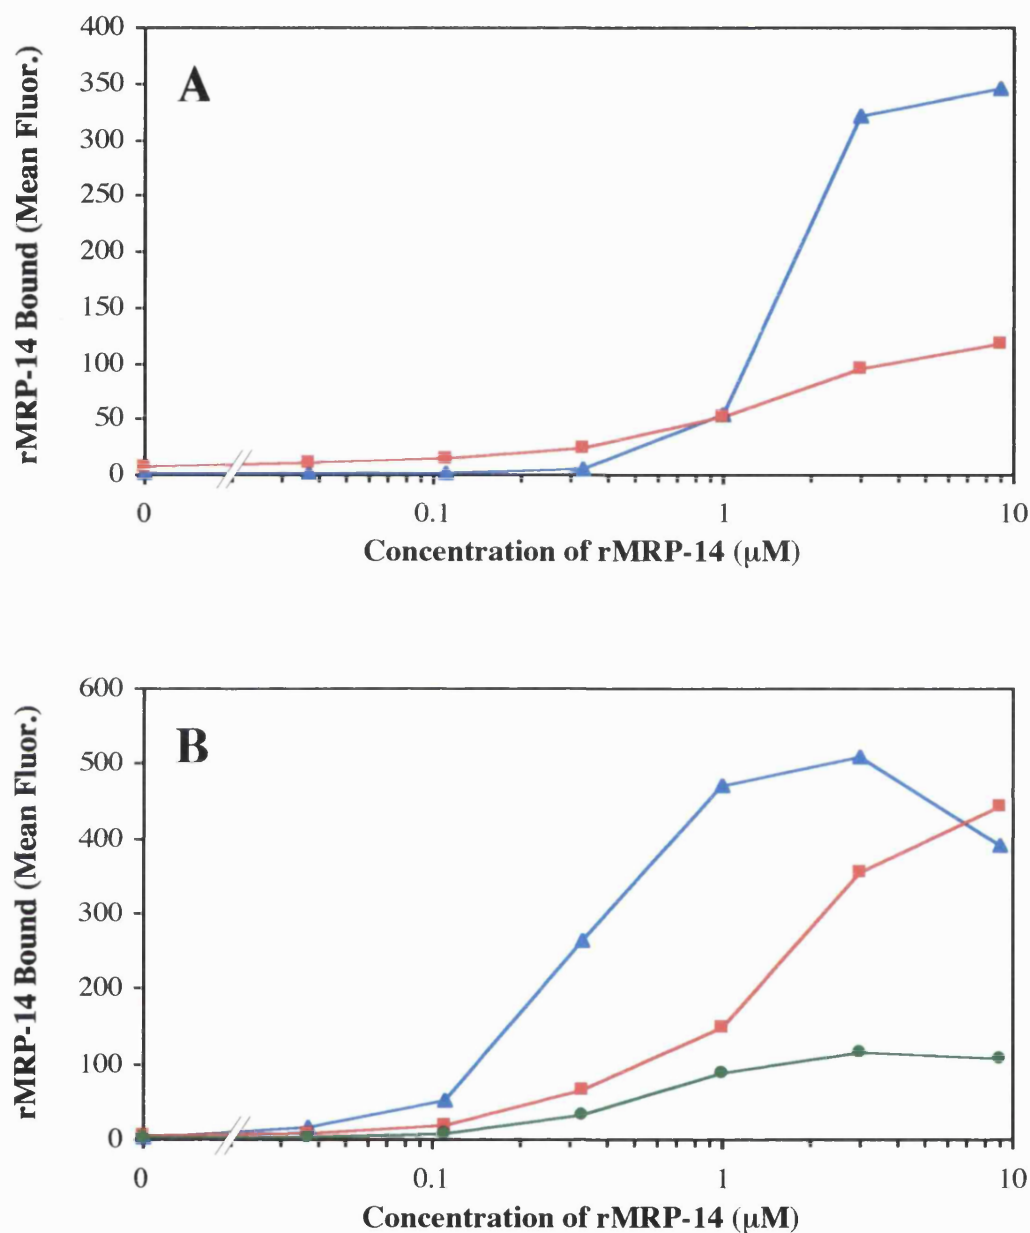 A
rMRP-14 Bound (Mean Fluor.)
400
350
300
250
200
150
100
50
0
0 0.1 1 10
Concentration of rMRP-14 (µM)
B
rMRP-14 Bound (Mean Fluor.)
600
500
400
300
200
100
0
0 0.1 1 10
Concentration of rMRP-14 (µM)